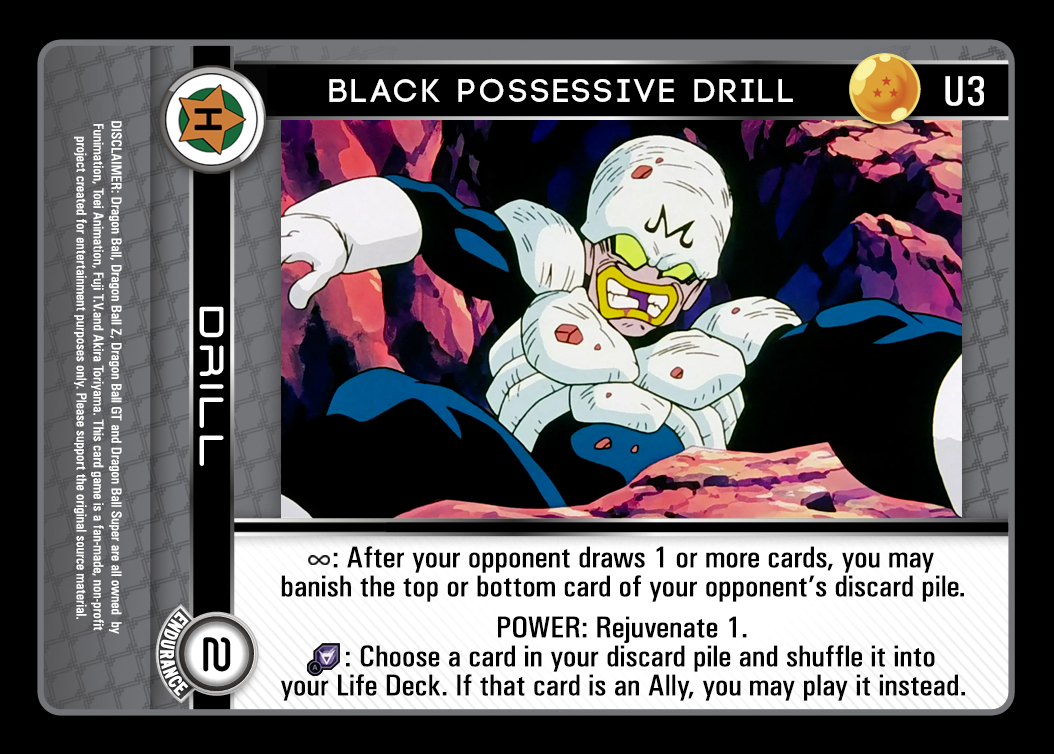 BLACK POSSESSIVE DRILL
U3
H
M
DRILL
DISCLAIMER: Dragon Ball, Dragon Ball Z, Dragon Ball GT and Dragon Ball Super are all owned by
Funimation, Toei Animation, Fuji T.V.and Akira Toriyama. This card game is a fan-made, non-profit
project created for entertainment purposes only. Please support the original source material.
∞: After your opponent draws 1 or more cards, you may
banish the top or bottom card of your opponent's discard pile.
POWER: Rejuvenate 1.
A : Choose a card in your discard pile and shuffle it into
your Life Deck. If that card is an Ally, you may play it instead.
ENDURANCE
2